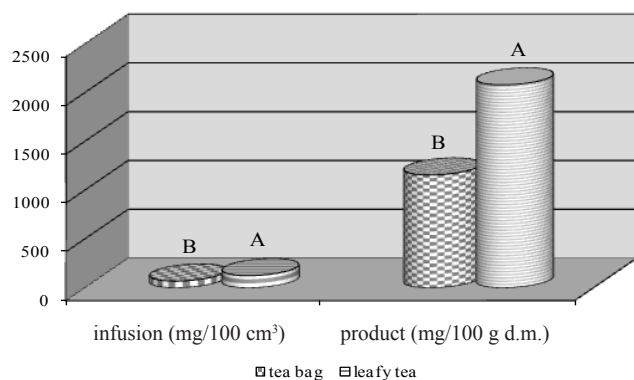 2500
A
2000
B
1500
1000
500
B A
0
infusion (mg/100 cm³) product (mg/100 g d.m.)
tea bag leafy tea